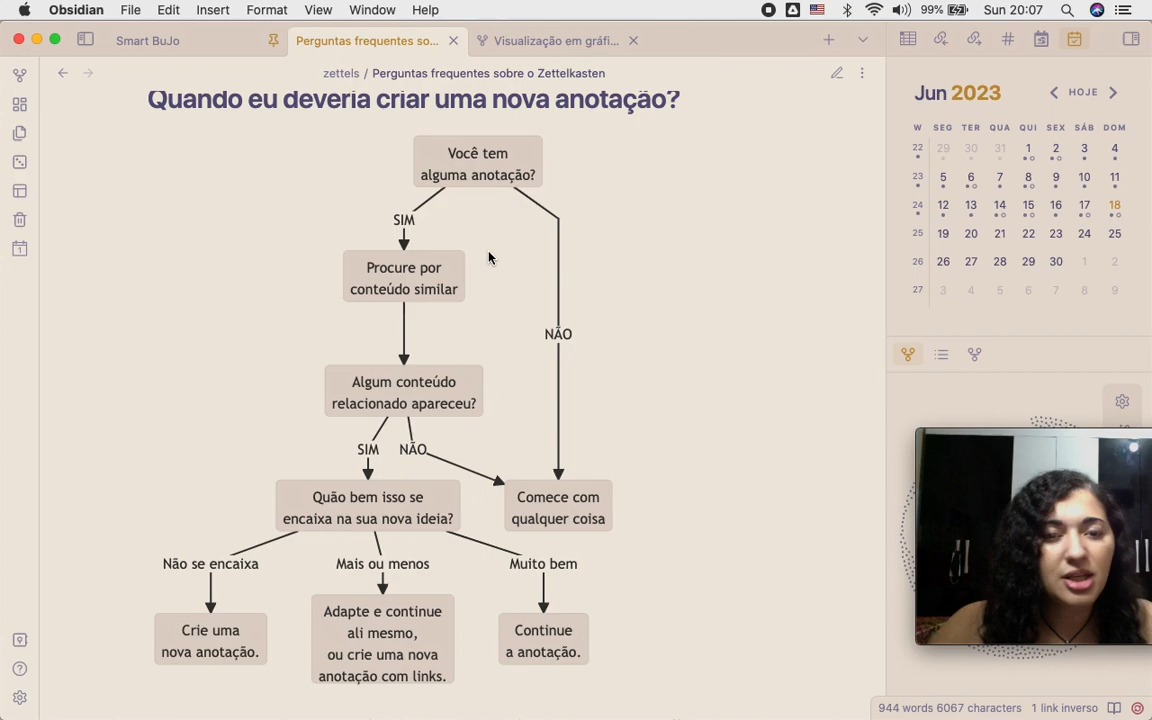 Obsidian File Edit Insert Format View Window Help 99% Sun 20:07
Smart BuJo
Perguntas frequentes so...
Visualização em gráfi...
zettels / Perguntas frequentes sobre o Zettelkasten
Quando eu deveria criar uma nova anotação?
Você tem
alguma anotação?
SIM
NÃO
Procure por
conteúdo similar
Algum conteúdo
relacionado apareceu?
SIM
NÃO
Quão bem isso se
encaixa na sua nova ideia?
Comece com
qualquer coisa
Não se encaixa
Mais ou menos
Muito bem
Crie uma
nova anotação.
Adapte e continue
ali mesmo,
ou crie uma nova
anotação com links.
Continue
a anotação.
Jun 2023 HOJE
W SEG TER QUA QUI SEX SÁB DOM
22 29 30 31 1 2 3 4
23 5 6 7 8 9 10 11
24 12 13 14 15 16 17 18
25 19 20 21 22 23 24 25
26 26 27 28 29 30 1 2
27 3 4 5 6 7 8 9
944 words 6067 characters 1 link inverso